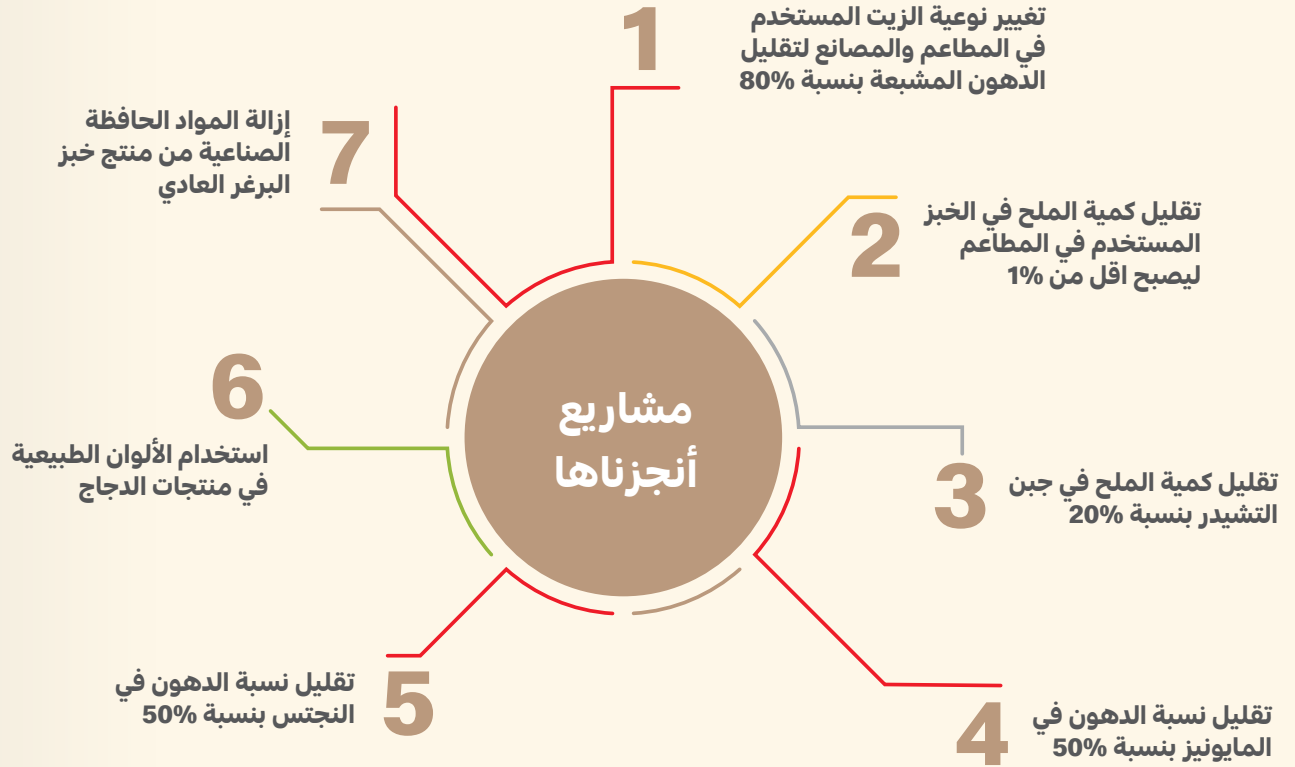 مشاريع
أنجزناها
1
تغيير نوعية الزيت المستخدم
في المطاعم والمصانع لتقليل
الدهون المشبعة بنسبة 80%
2
تقليل كمية الملح في الخبز
المستخدم في المطاعم
ليصبح اقل من 1%
3
تقليل كمية الملح في جبن
التشيدر بنسبة 20%
4
تقليل نسبة الدهون في
المايونيز بنسبة 50%
5
تقليل نسبة الدهون في
النجتس بنسبة 50%
6
استخدام الألوان الطبيعية
في منتجات الدجاج
7
إزالة المواد الحافظة
الصناعية من منتج خبز
البرغر العادي